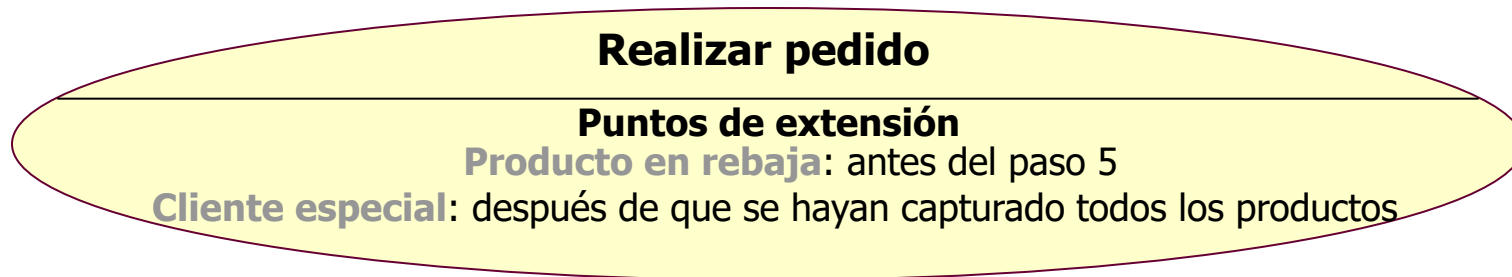 Realizar pedido
Puntos de extensión
Producto en rebaja: antes del paso 5
Cliente especial: después de que se hayan capturado todos los productos